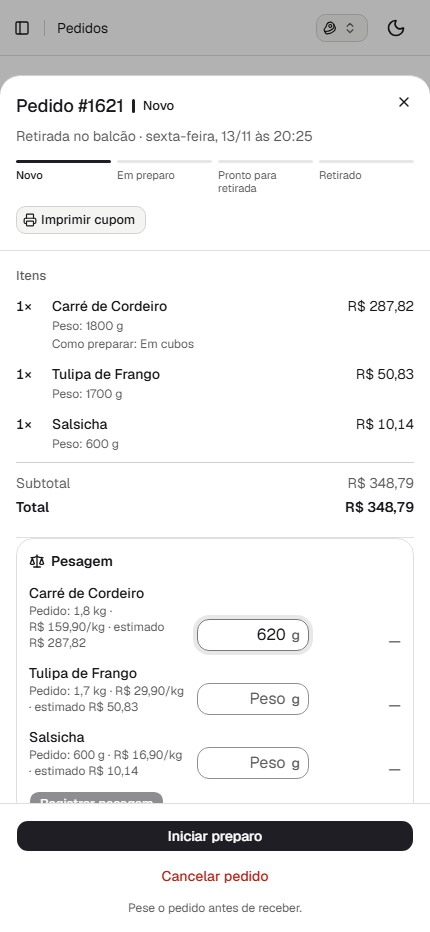 Pedidos
Pedido #1621
Novo
Retirada no balcão · sexta-feira, 13/11 às 20:25
Novo
Em preparo
Pronto para
retirada
Retirado
Imprimir cupom
Itens
1× Carré de Cordeiro R$ 287,82
Peso: 1800 g
Como preparar: Em cubos
1× Tulipa de Frango R$ 50,83
Peso: 1700 g
1× Salsicha R$ 10,14
Peso: 600 g
Subtotal R$ 348,79
Total R$ 348,79
Pesagem
Carré de Cordeiro
Pedido: 1,8 kg ·
R$ 159,90/kg · estimado
R$ 287,82
620 g
—
Tulipa de Frango
Pedido: 1,7 kg · R$ 29,90/kg
· estimado R$ 50,83
Peso g
—
Salsicha
Pedido: 600 g · R$ 16,90/kg
· estimado R$ 10,14
Peso g
—
Registrar pesagem
Iniciar preparo
Cancelar pedido
Pese o pedido antes de receber.